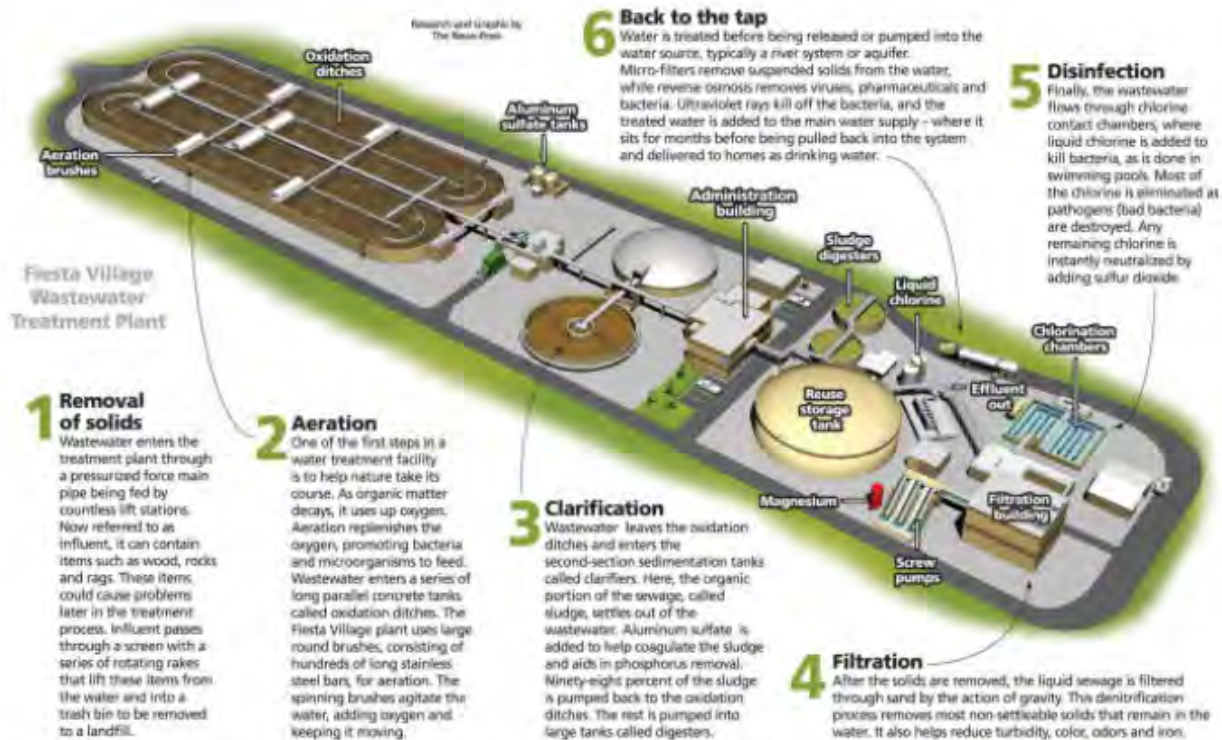 Research and Graphic by
The News-Press
6 Back to the tap
Water is treated before being released or pumped into the
water source, typically a river system or aquifer.
Micro-filters remove suspended solids from the water,
while reverse osmosis removes viruses, pharmaceuticals and
bacteria. Ultraviolet rays kill off the bacteria, and the
treated water is added to the main water supply – where it
sits for months before being pulled back into the system
and delivered to homes as drinking water.
5 Disinfection
Finally, the wastewater
flows through chlorine
contact chambers, where
liquid chlorine is added to
kill bacteria, as is done in
swimming pools. Most of
the chlorine is eliminated as
pathogens (bad bacteria)
are destroyed. Any
remaining chlorine is
instantly neutralized by
adding sulfur dioxide.
Oxidation
ditches
Aluminum
sulfate tanks
Aeration
brushes
Administration
building
Sludge
digesters
Liquid
chlorine
Chlorination
chambers
Effluent
out
Reuse
storage
tank
Magnesium
Filtration
building
Screw
pumps
Fiesta Village
Wastewater
Treatment Plant
1 Removal
of solids
Wastewater enters the
treatment plant through
a pressurized force main
pipe being fed by
countless lift stations.
Now referred to as
influent, it can contain
items such as wood, rocks
and rags. These items
could cause problems
later in the treatment
process. Influent passes
through a screen with a
series of rotating rakes
that lift these items from
the water and into a
trash bin to be removed
to a landfill.
2 Aeration
One of the first steps in a
water treatment facility
is to help nature take its
course. As organic matter
decays, it uses up oxygen.
Aeration replenishes the
oxygen, promoting bacteria
and microorganisms to feed.
Wastewater enters a series of
long parallel concrete tanks
called oxidation ditches. The
Fiesta Village plant uses large
round brushes, consisting of
hundreds of long stainless
steel bars, for aeration. The
spinning brushes agitate the
water, adding oxygen and
keeping it moving.
3 Clarification
Wastewater leaves the oxidation
ditches and enters the
second-section sedimentation tanks
called clarifiers. Here, the organic
portion of the sewage, called
sludge, settles out of the
wastewater. Aluminum sulfate is
added to help coagulate the sludge
and aids in phosphorus removal.
Ninety-eight percent of the sludge
is pumped back to the oxidation
ditches. The rest is pumped into
large tanks called digesters.
4 Filtration
After the solids are removed, the liquid sewage is filtered
through sand by the action of gravity. This denitrification
process removes most non-settleable solids that remain in the
water. It also helps reduce turbidity, color, odors and iron.